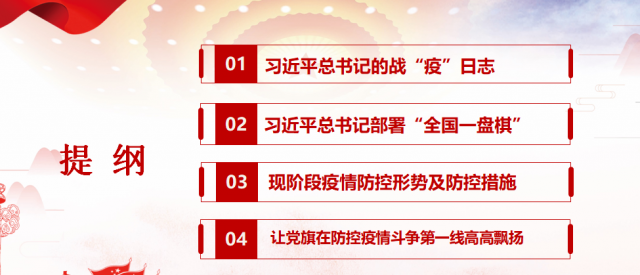 提 纲
01 习近平总书记的战“疫”日志
02 习近平总书记部署“全国一盘棋”
03 现阶段疫情防控形势及防控措施
04 让党旗在防控疫情斗争第一线高高飘扬